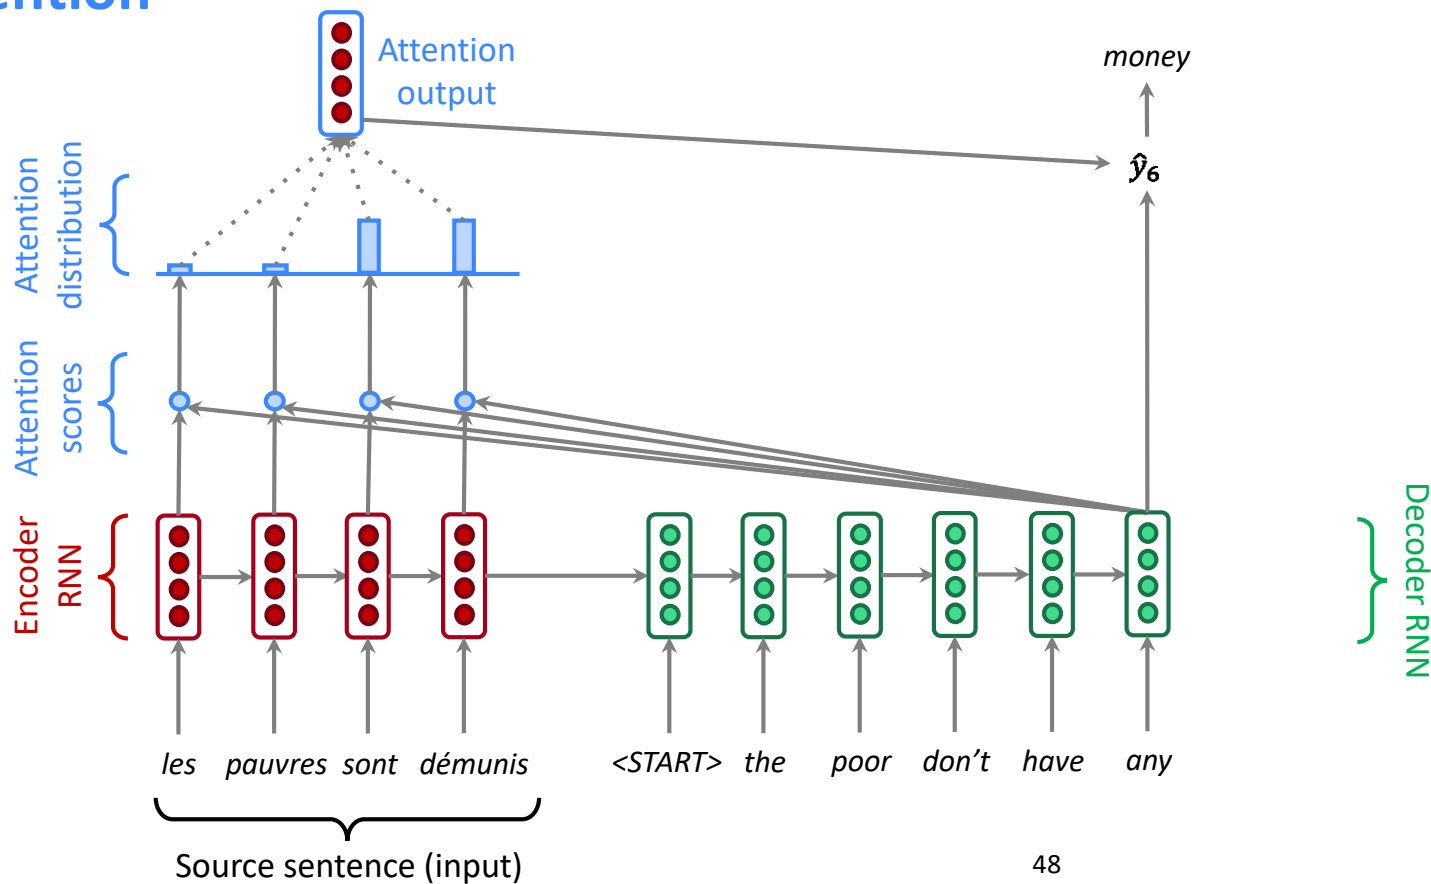 ention
Attention
output
money
Attention
distribution
ŷ₆
Attention
scores
Encoder
RNN
Decoder RNN
les pauvres sont démunis <START> the poor don’t have any
Source sentence (input)
48